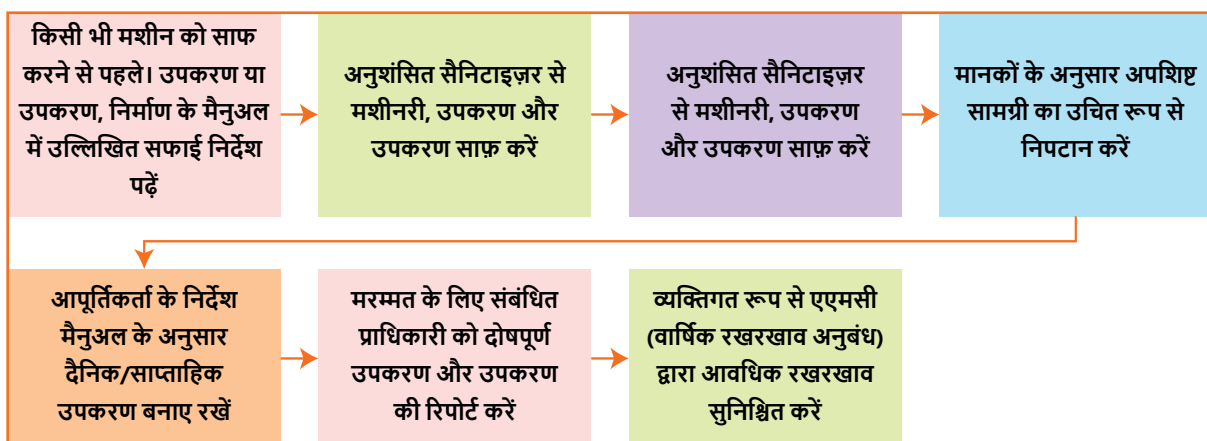 किसी भी मशीन को साफ
करने से पहले। उपकरण या
उपकरण, निर्माण के मैनुअल
में उल्लिखित सफाई निर्देश
पढ़ें
अनुशंसित सैनिटाइज़र से
मशीनरी, उपकरण और
उपकरण साफ़ करें
अनुशंसित सैनिटाइज़र
से मशीनरी, उपकरण
और उपकरण साफ़ करें
मानकों के अनुसार अपशिष्ट
सामग्री का उचित रूप से
निपटान करें
आपूर्तिकर्ता के निर्देश
मैनुअल के अनुसार
दैनिक/साप्ताहिक
उपकरण बनाए रखें
मरम्मत के लिए संबंधित
प्राधिकारी को दोषपूर्ण
उपकरण और उपकरण
की रिपोर्ट करें
व्यक्तिगत रूप से एएमसी
(वार्षिक रखरखाव अनुबंध)
द्वारा आवधिक रखरखाव
सुनिश्चित करें